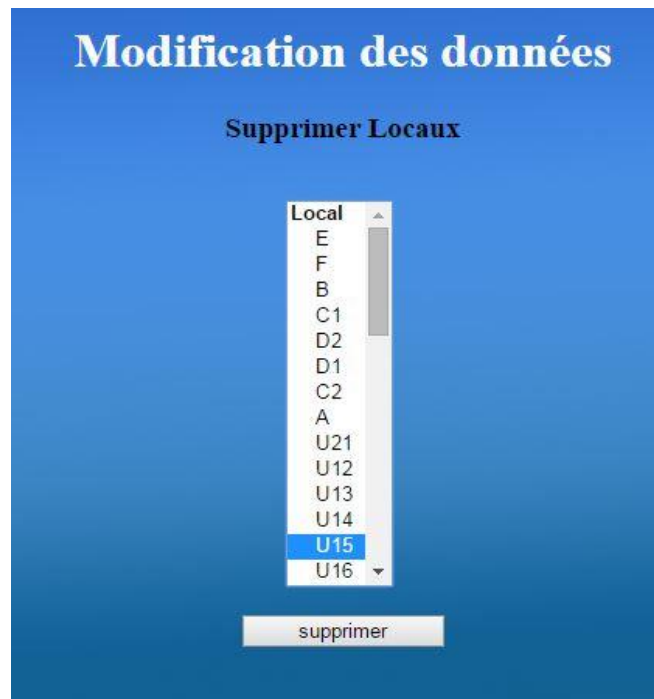 Modification des données
Supprimer Locaux
Local
E
F
B
C1
D2
D1
C2
A
U21
U12
U13
U14
U15
U16
supprimer